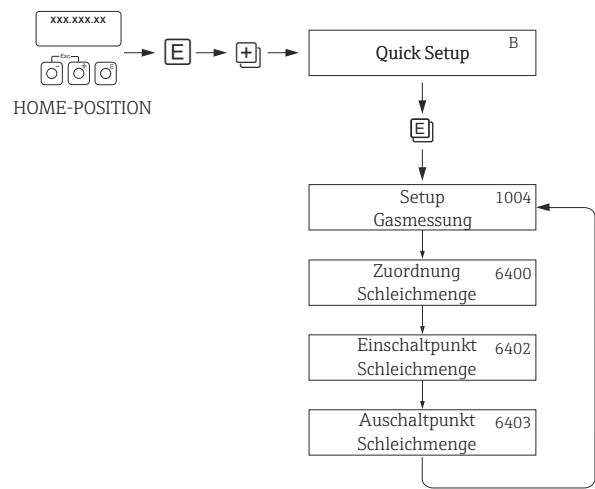 xxx.xxx.xx
Esc
- + E
HOME-POSITION
E
+
Quick Setup
B
E
Setup
Gasmessung
1004
Zuordnung
Schleichmenge
6400
Einschaltpunkt
Schleichmenge
6402
Auschaltpunkt
Schleichmenge
6403